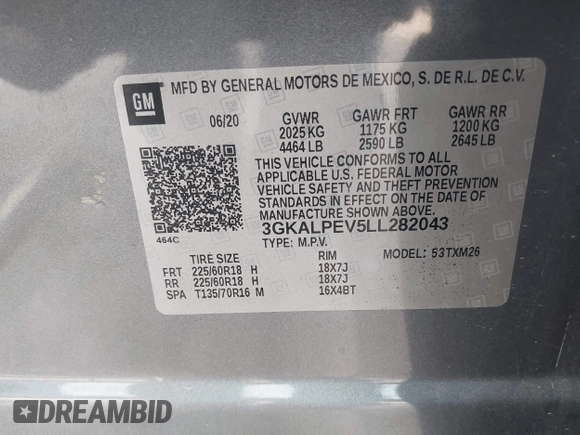 GM
MFD BY GENERAL MOTORS DE MEXICO, S. DE R.L. DE C.V.
06/20 GVWR GAWR FRT GAWR RR
2025 KG 1175 KG 1200 KG
4464 LB 2590 LB 2645 LB
THIS VEHICLE CONFORMS TO ALL
APPLICABLE U.S. FEDERAL MOTOR
VEHICLE SAFETY AND THEFT PREVENTION
STANDARDS IN EFFECT ON THE DATE OF
MANUFACTURE SHOWN ABOVE.
3GKALPEV5LL282043
464C
TYPE: M.P.V. MODEL: 53TXM26
TIRE SIZE RIM
FRT 225/60R18 H 18X7J
RR 225/60R18 H 18X7J
SPA T135/70R16 M 16X4BT
DREAMBID